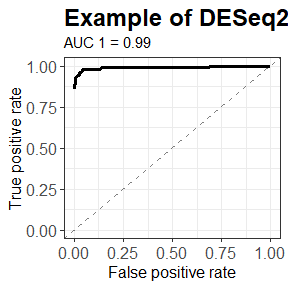 Example of DESeq2
AUC 1 = 0.99
1.00
0.75
0.50
0.25
0.00
True positive rate
0.00 0.25 0.50 0.75 1.00
False positive rate